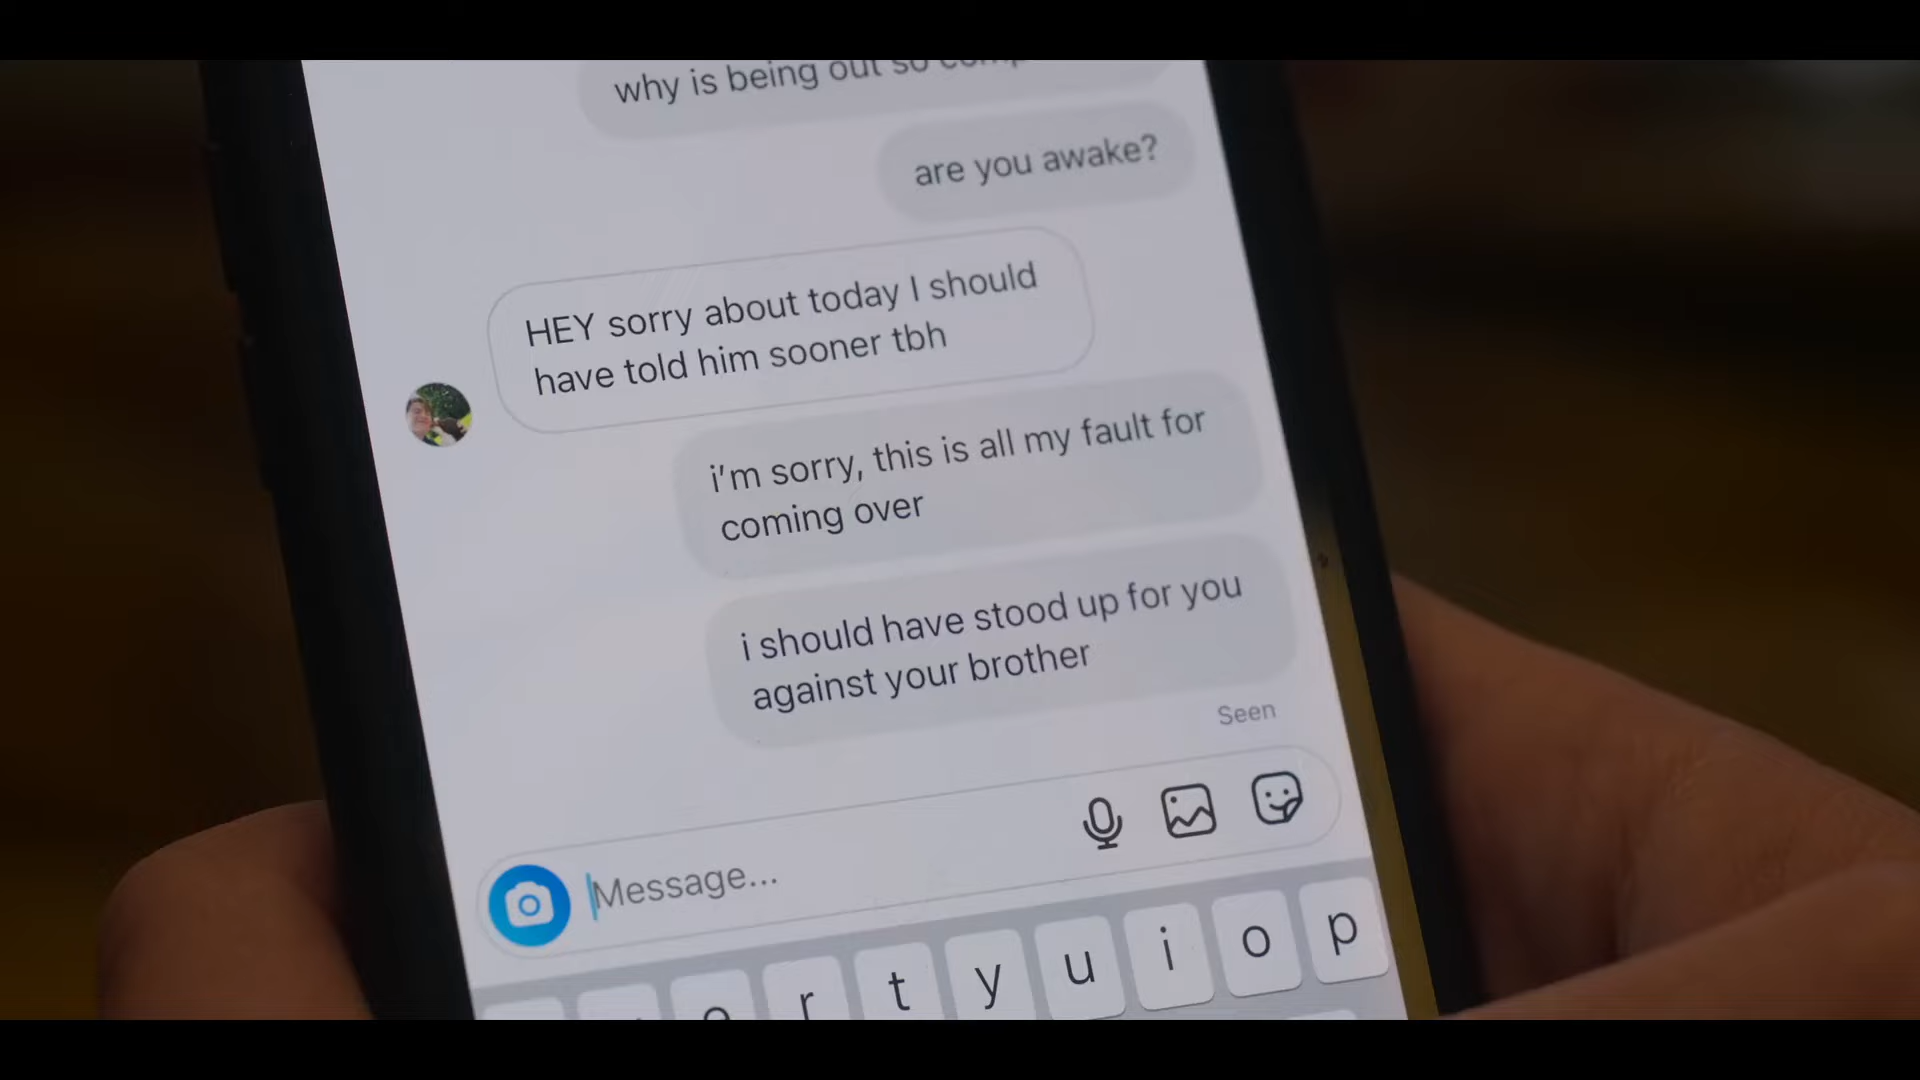 why is being out so
are you awake?
HEY sorry about today I should
have told him sooner tbh
i'm sorry, this is all my fault for
coming over
i should have stood up for you
against your brother
Seen
Message...
r t y u i o p